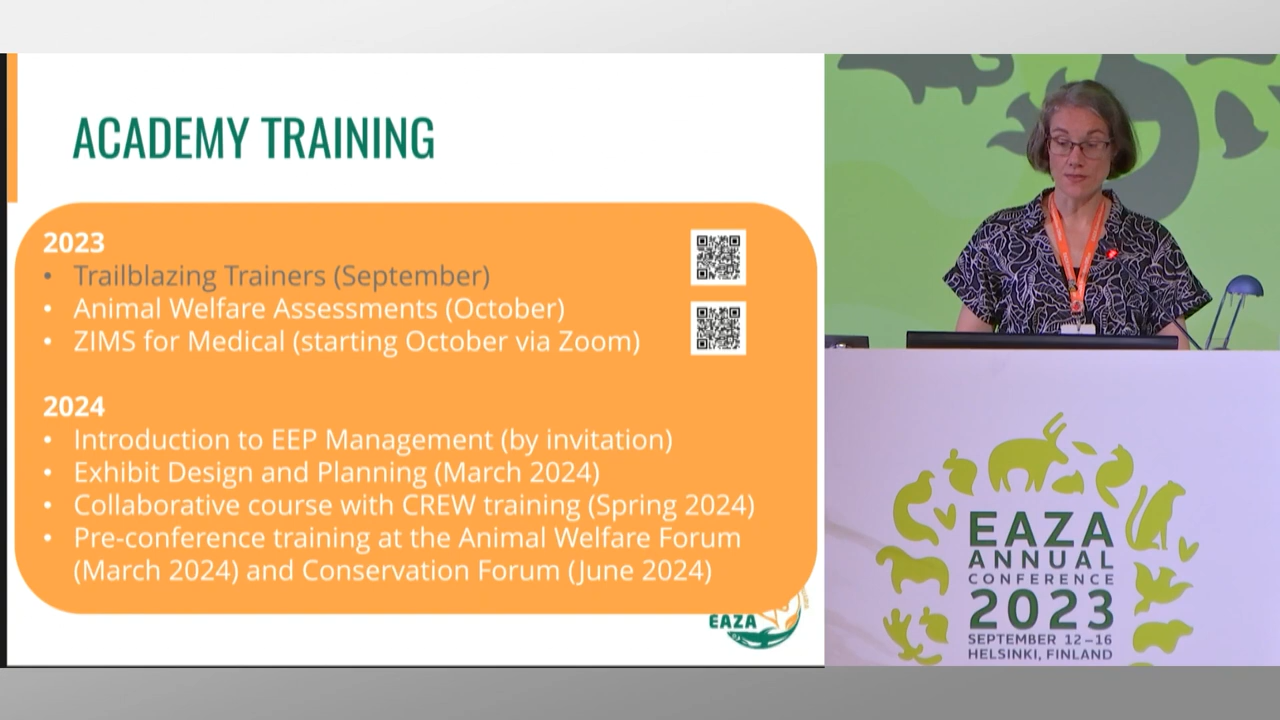 ACADEMY TRAINING
2023
• Trailblazing Trainers (September)
• Animal Welfare Assessments (October)
• ZIMS for Medical (starting October via Zoom)
2024
• Introduction to EEP Management (by invitation)
• Exhibit Design and Planning (March 2024)
• Collaborative course with CREW training (Spring 2024)
• Pre-conference training at the Animal Welfare Forum
(March 2024) and Conservation Forum (June 2024)
EAZA
EAZA
ANNUAL
CONFERENCE
2023
SEPTEMBER 12–16
HELSINKI, FINLAND